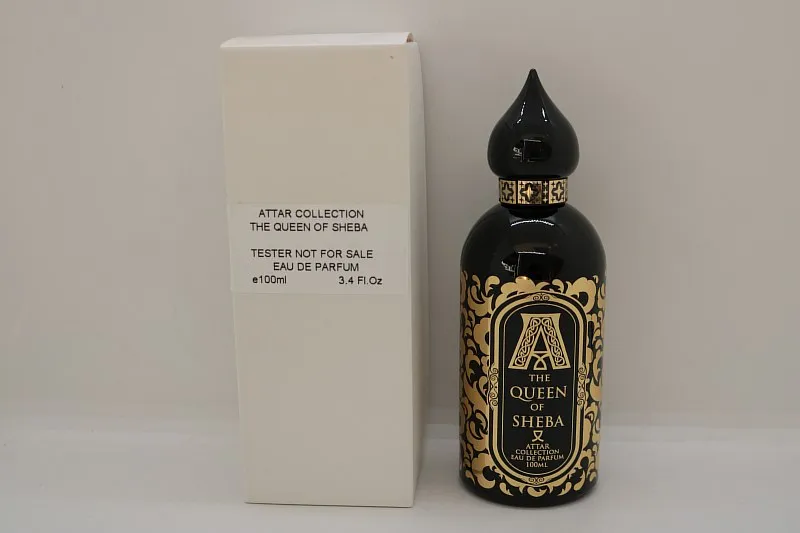 ATTAR COLLECTION
THE QUEEN OF SHEBA
TESTER NOT FOR SALE
EAU DE PARFUM
e100ml 3.4 Fl.Oz
A
THE
QUEEN
OF
SHEBA
ATTAR
COLLECTION
EAU DE PARFUM
100ML